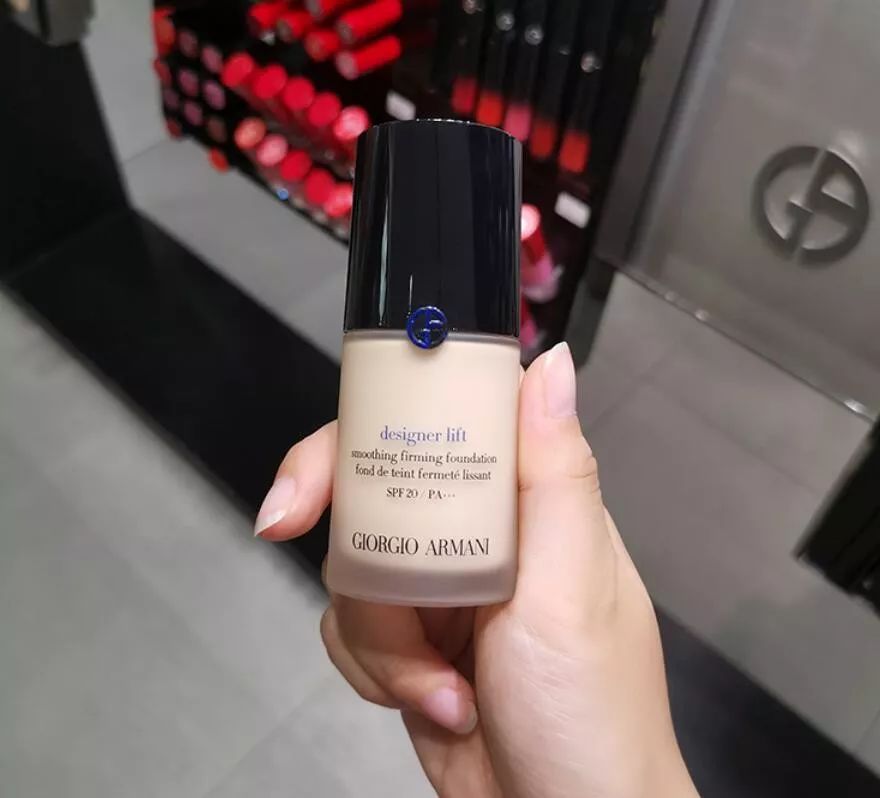 designer lift
smoothing firming foundation
fond de teint fermeté lissant
SPF 20 / PA+++
GIORGIO ARMANI